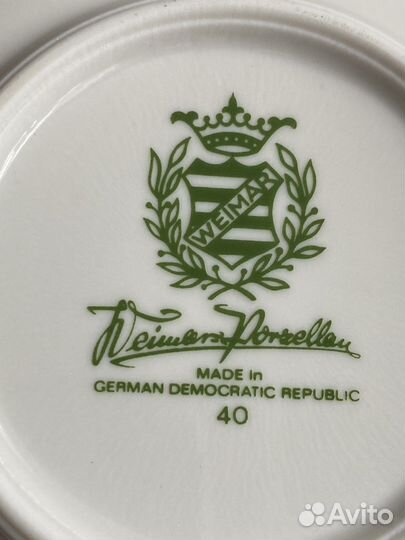 WEIMAR
Weimar Porzellan
MADE in
GERMAN DEMOCRATIC REPUBLIC
40
Avito